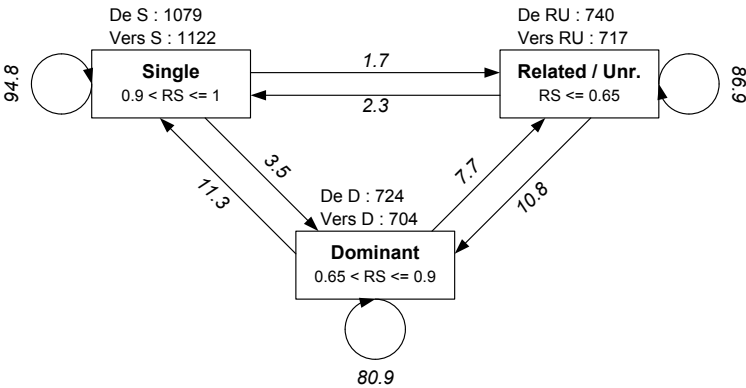 De S : 1079
Vers S : 1122
De RU : 740
Vers RU : 717
Single
0.9 < RS <= 1
Related / Unr.
RS <= 0.65
94.8
1.7
2.3
86.9
3.5
11.3
7.7
10.8
De D : 724
Vers D : 704
Dominant
0.65 < RS <= 0.9
80.9